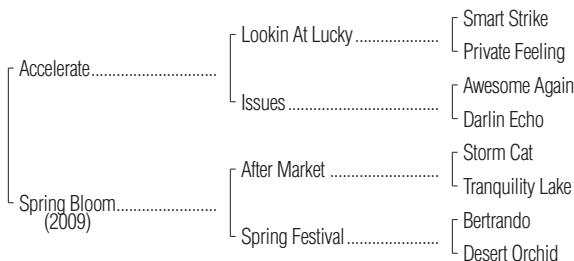 Smart Strike
Lookin At Lucky
Private Feeling
Accelerate
Awesome Again
Issues
Darlin Echo
Storm Cat
After Market
Tranquility Lake
Spring Bloom
(2009)
Bertrando
Spring Festival
Desert Orchid